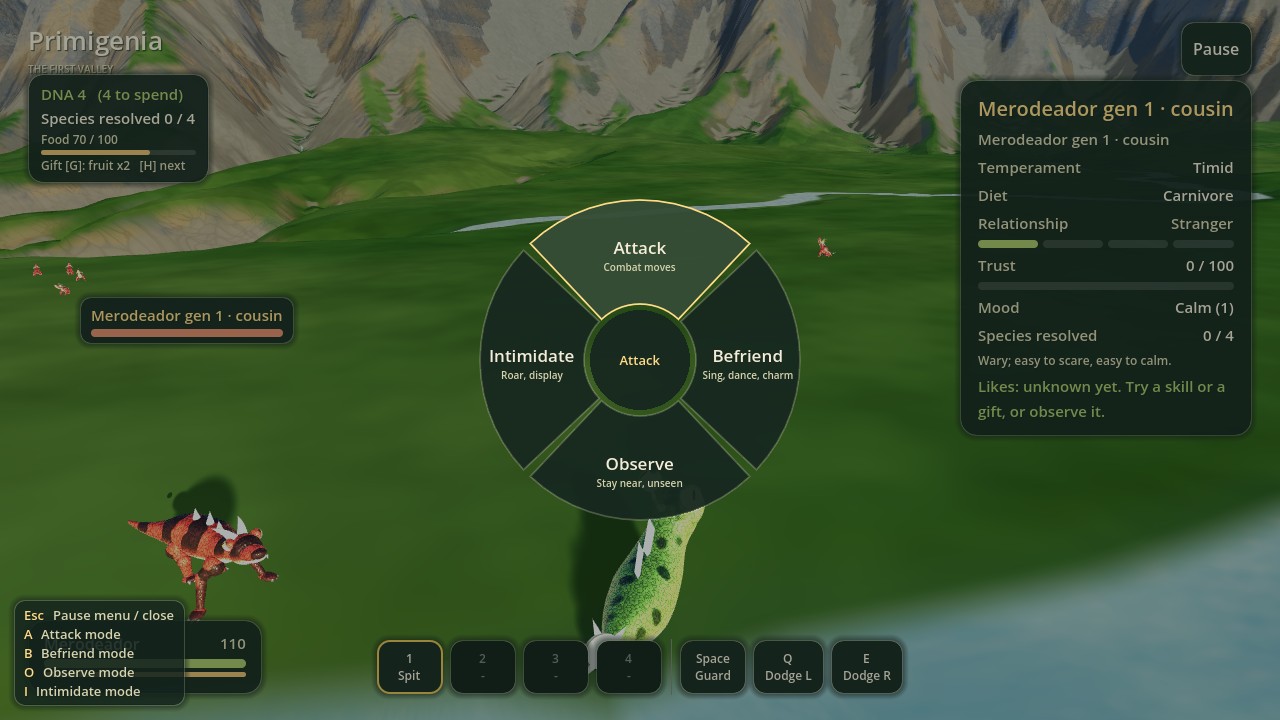 Primigenia
THE FIRST VALLEY
DNA 4 (4 to spend)
Species resolved 0 / 4
Food 70 / 100
Gift [G]: fruit x2 [H] next
Pause
Merodeador gen 1 · cousin
Merodeador gen 1 · cousin
Temperament Timid
Diet Carnivore
Relationship Stranger
Trust 0 / 100
Mood Calm (1)
Species resolved 0 / 4
Wary; easy to scare, easy to calm.
Likes: unknown yet. Try a skill or a
gift, or observe it.
Merodeador gen 1 · cousin
Attack
Combat moves
Intimidate
Roar, display
Attack
Befriend
Sing, dance, charm
Observe
Stay near, unseen
Esc Pause menu / close
A Attack mode
B Befriend mode
O Observe mode
I Intimidate mode
110
1
Spit
2
-
3
-
4
-
Space
Guard
Q
Dodge L
E
Dodge R